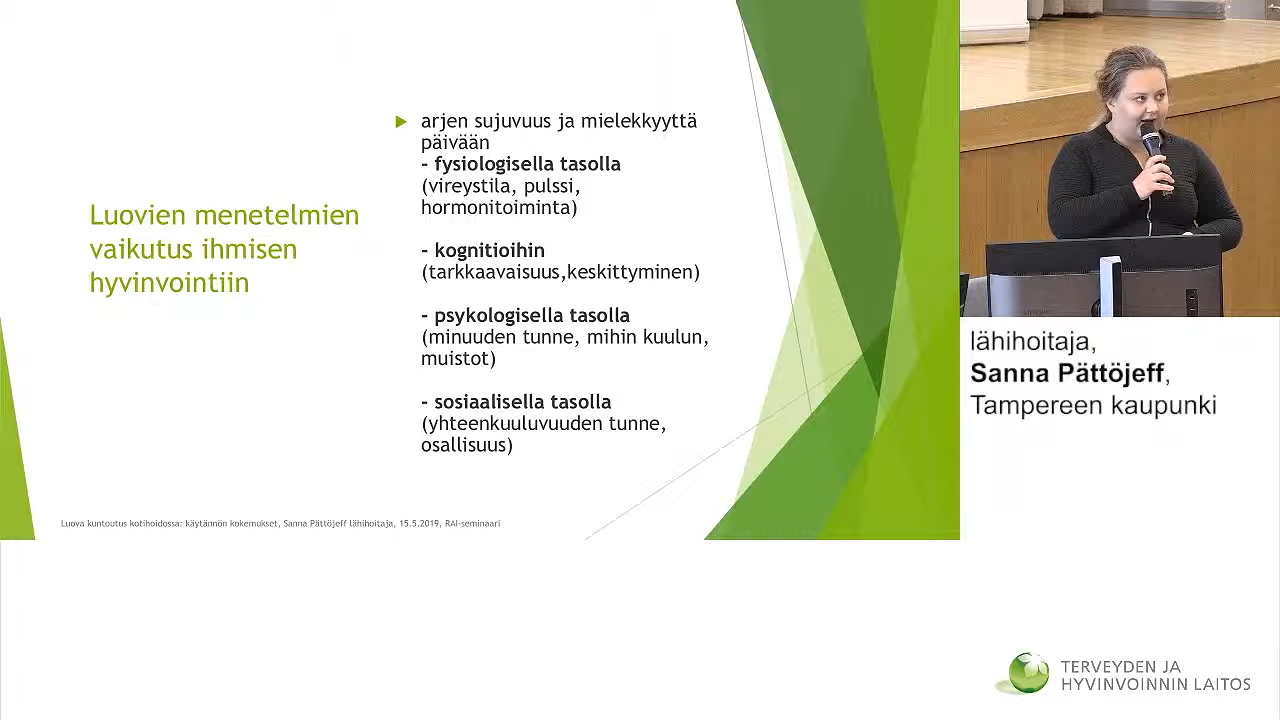 Luovien menetelmien
vaikutus ihmisen
hyvinvointiin
arjen sujuvuus ja mielekkyyttä
päivään
- fysiologisella tasolla
(vireystila, pulssi,
hormonitoiminta)
- kognitioihin
(tarkkaavaisuus,keskittyminen)
- psykologisella tasolla
(minuuden tunne, mihin kuulun,
muistot)
- sosiaalisella tasolla
(yhteenkuuluvuuden tunne,
osallisuus)
Luova kuntoutus kotihoidossa: käytännön kokemukset, Sanna Pättöjeff lähihoitaja, 15.5.2019, RAI-seminaari
lähihoitaja,
Sanna Pättöjeff,
Tampereen kaupunki
TERVEYDEN JA
HYVINVOINNIN LAITOS